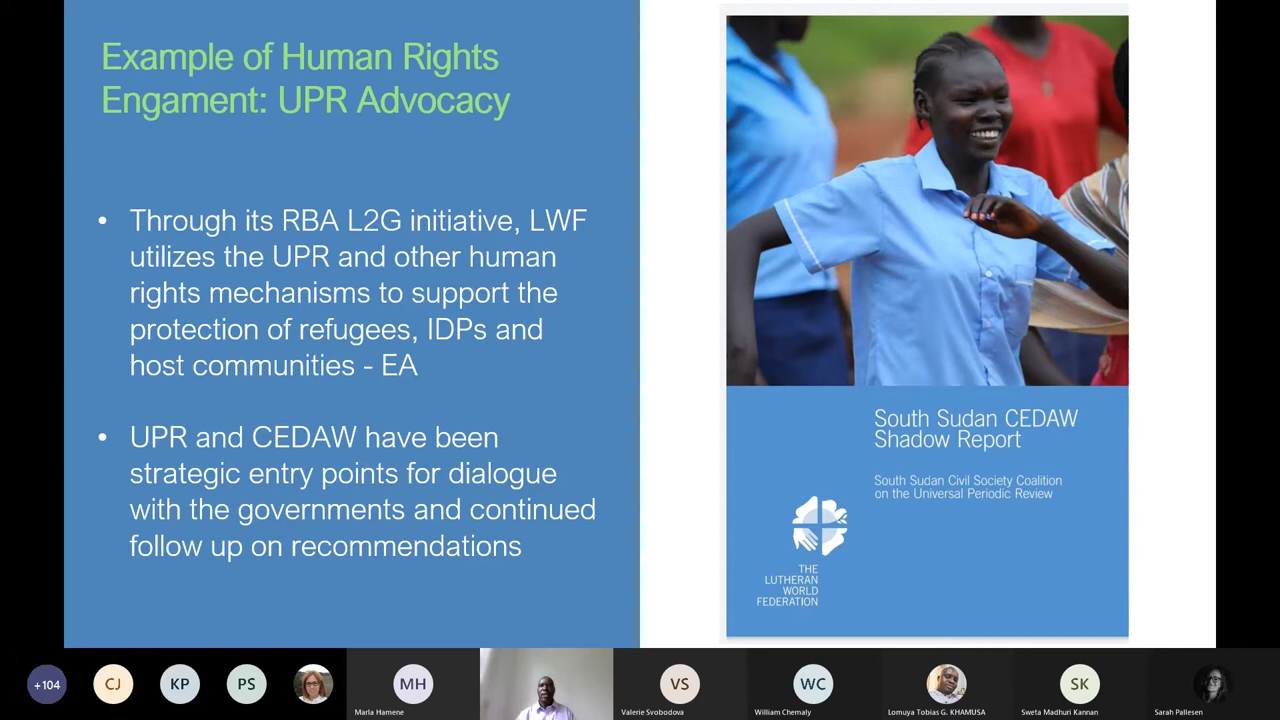 Example of Human Rights
Engament: UPR Advocacy
• Through its RBA L2G initiative, LWF
utilizes the UPR and other human
rights mechanisms to support the
protection of refugees, IDPs and
host communities - EA
• UPR and CEDAW have been
strategic entry points for dialogue
with the governments and continued
follow up on recommendations
South Sudan CEDAW
Shadow Report
South Sudan Civil Society Coalition
on the Universal Periodic Review
THE
LUTHERAN
WORLD
FEDERATION
+104
CJ
KP
PS
MH
Marla Hamene
VS
Valerie Svobodova
WC
William Chemaly
Lomuya Tobias G. KHAMUSA
SK
Sweta Madhuri Kannan
Sarah Pallesen